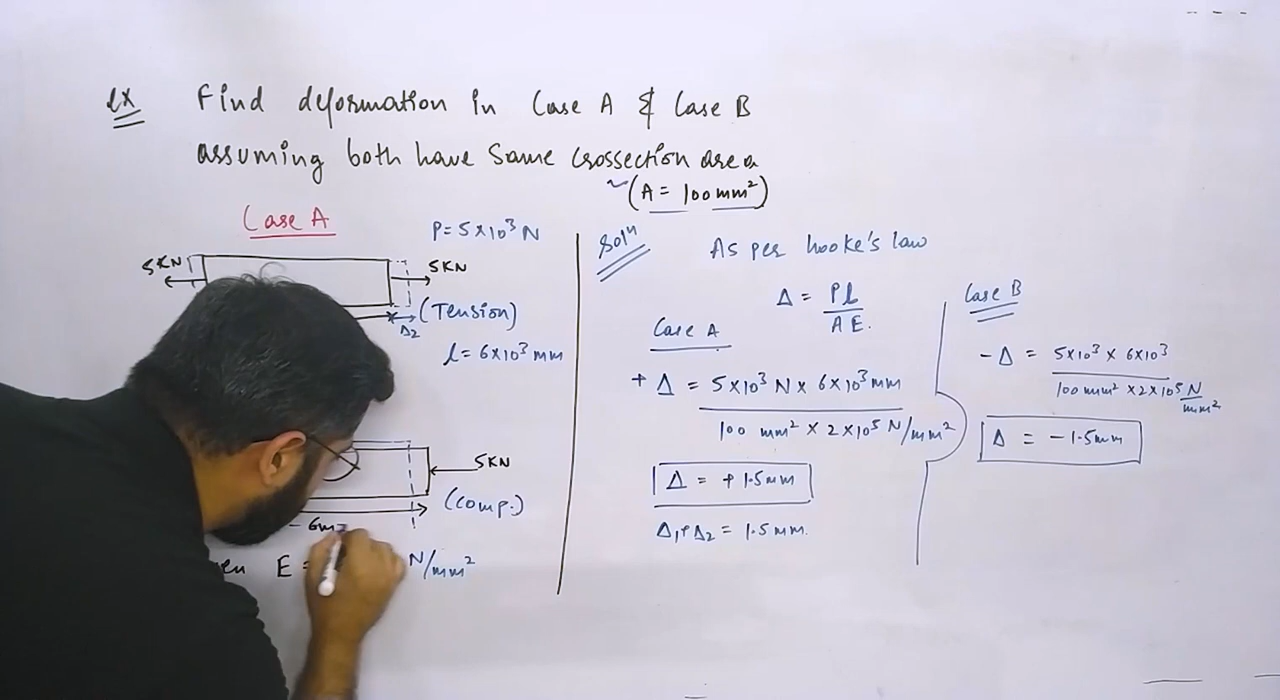 Ex Find deformation in Case A & Case B
assuming both have same crossection area
(A = 100 mm²)
Case A
P = 5×10³ N
5KN 5KN
(Tension)
Δ2
l = 6×10³ mm
5KN
(comp.)
6m
E = N/mm²
Solⁿ
As per hooke's law
Δ = Pl
A E.
Case A
+ Δ = 5×10³ N × 6×10³ mm
100 mm² × 2×10⁵ N/mm²
Δ = + 1.5mm
Δ₁+Δ₂ = 1.5mm.
Case B
- Δ = 5×10³ × 6×10³
100 mm² × 2×10⁵ N
mm²
Δ = - 1.5mm